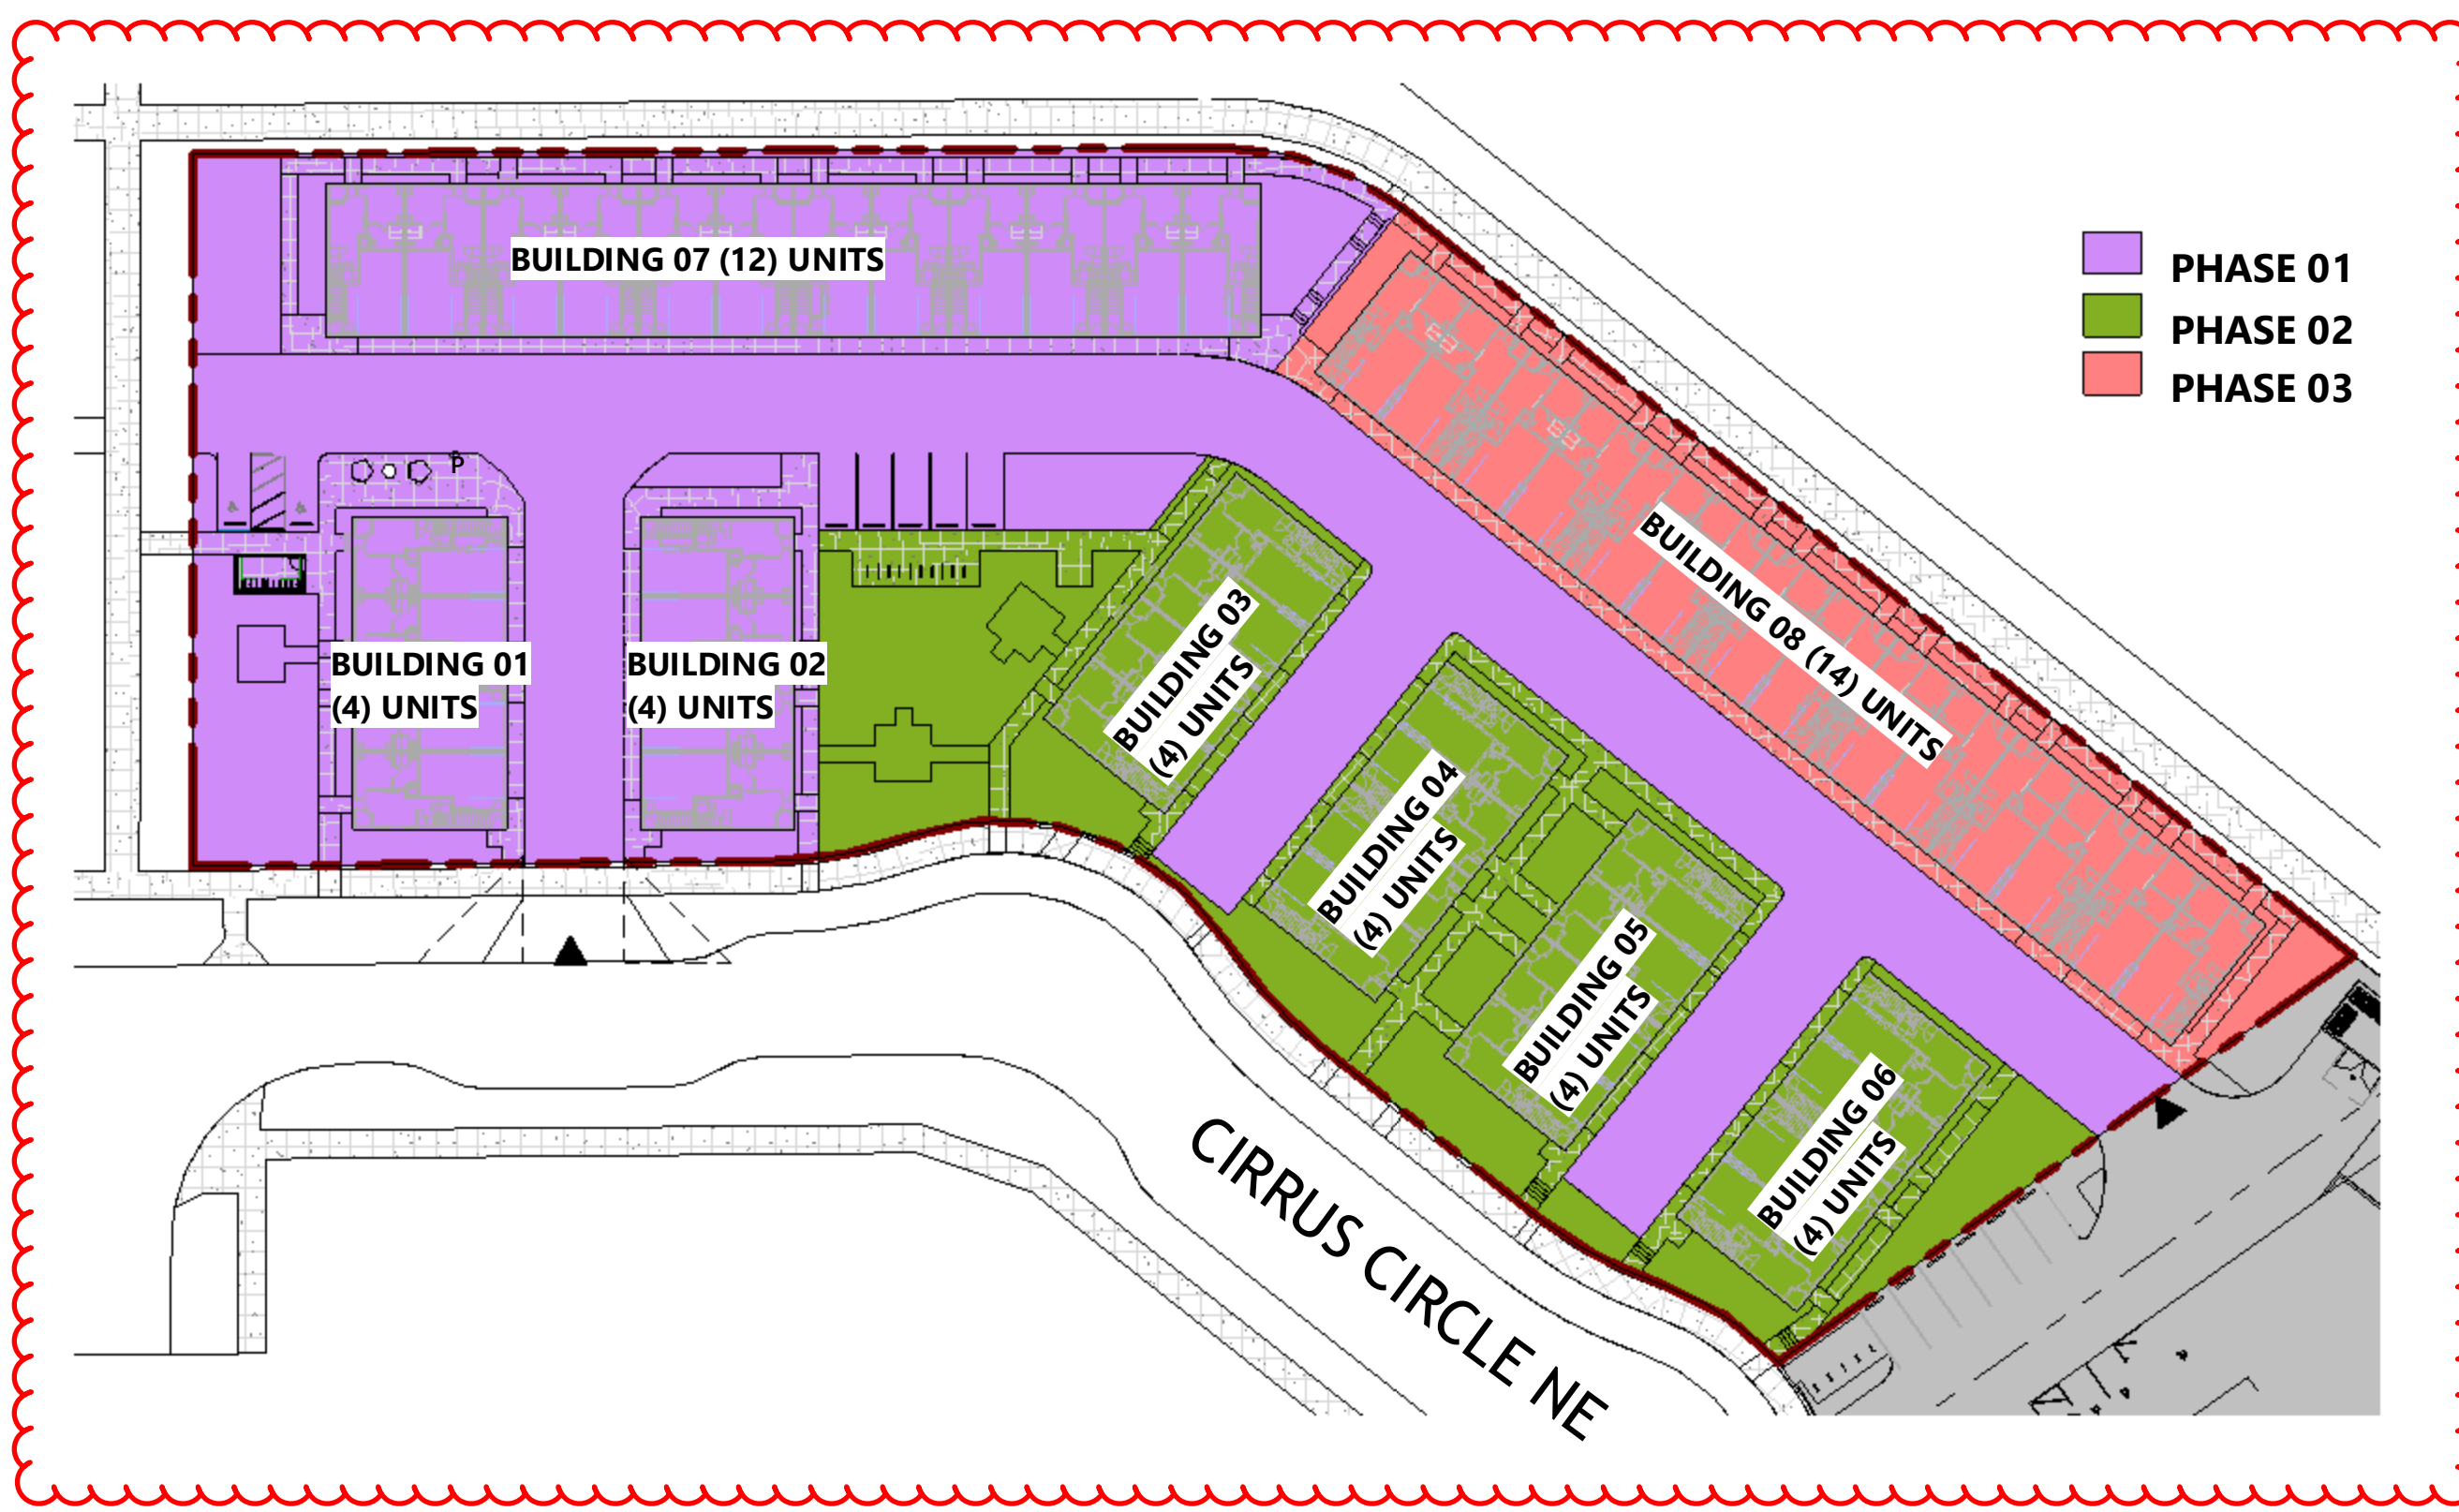 BUILDING 07 (12) UNITS
PHASE 01
PHASE 02
PHASE 03
P
BUILDING 01
(4) UNITS
BUILDING 02
(4) UNITS
BUILDING 03
(4) UNITS
BUILDING 08 (14) UNITS
BUILDING 04
(4) UNITS
BUILDING 05
(4) UNITS
BUILDING 06
(4) UNITS
CIRRUS CIRCLE NE